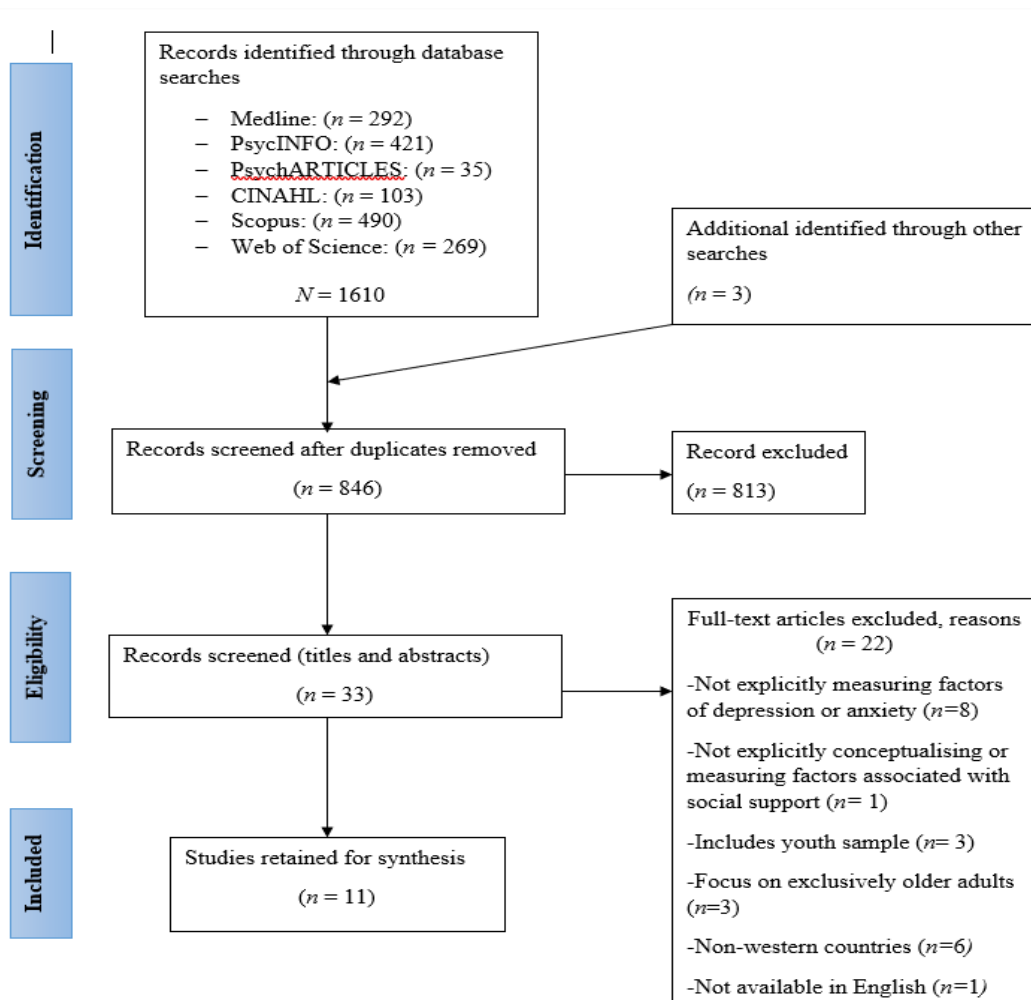 Identification
Records identified through database
searches
– Medline: (n = 292)
– PsycINFO: (n = 421)
– PsychARTICLES: (n = 35)
– CINAHL: (n = 103)
– Scopus: (n = 490)
– Web of Science: (n = 269)
N = 1610
Additional identified through other
searches
(n = 3)
Screening
Records screened after duplicates removed
(n = 846)
Record excluded
(n = 813)
Eligibility
Records screened (titles and abstracts)
(n = 33)
Full-text articles excluded, reasons
(n = 22)
-Not explicitly measuring factors
of depression or anxiety (n=8)
-Not explicitly conceptualising or
measuring factors associated with
social support (n= 1)
-Includes youth sample (n= 3)
-Focus on exclusively older adults
(n=3)
-Non-western countries (n=6)
-Not available in English (n=1)
Included
Studies retained for synthesis
(n = 11)